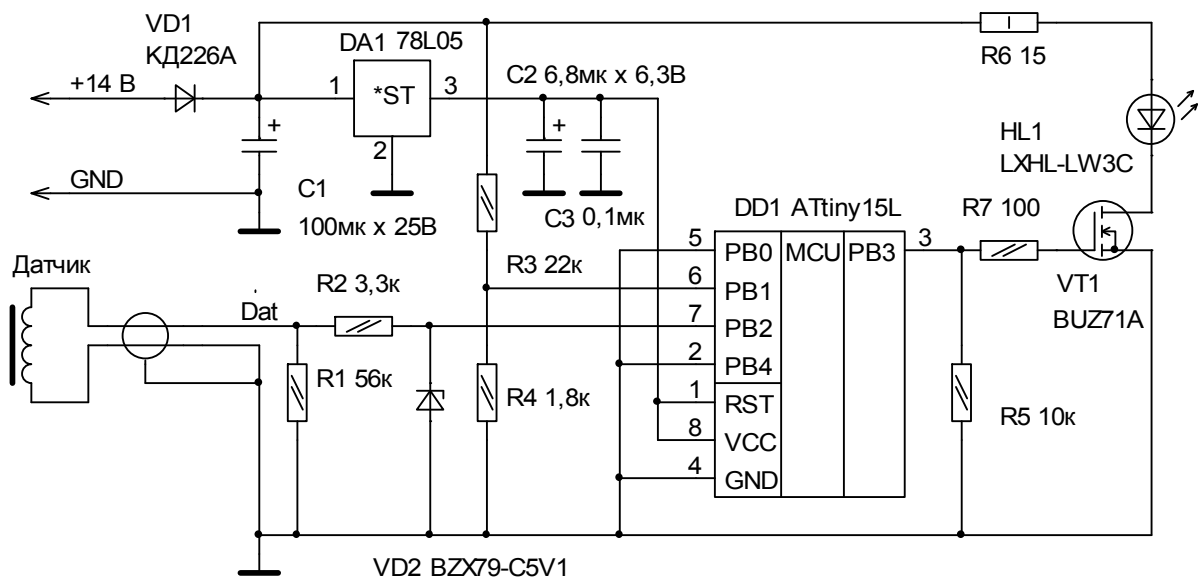 VD1
КД226А
DA1 78L05
R6 15
+14 В
1
*ST
3
C2 6,8мк x 6,3В
+
+
2
HL1
LXHL-LW3C
GND
C1
100мк x 25В
C3 0,1мк
DD1 ATtiny15L
R7 100
5
PB0
MCU
PB3
3
Датчик
R3 22к
6
PB1
VT1
BUZ71A
R2 3,3к
Dat
7
PB2
2
PB4
R1 56к
R4 1,8к
1
RST
R5 10к
8
VCC
4
GND
VD2 BZX79-C5V1